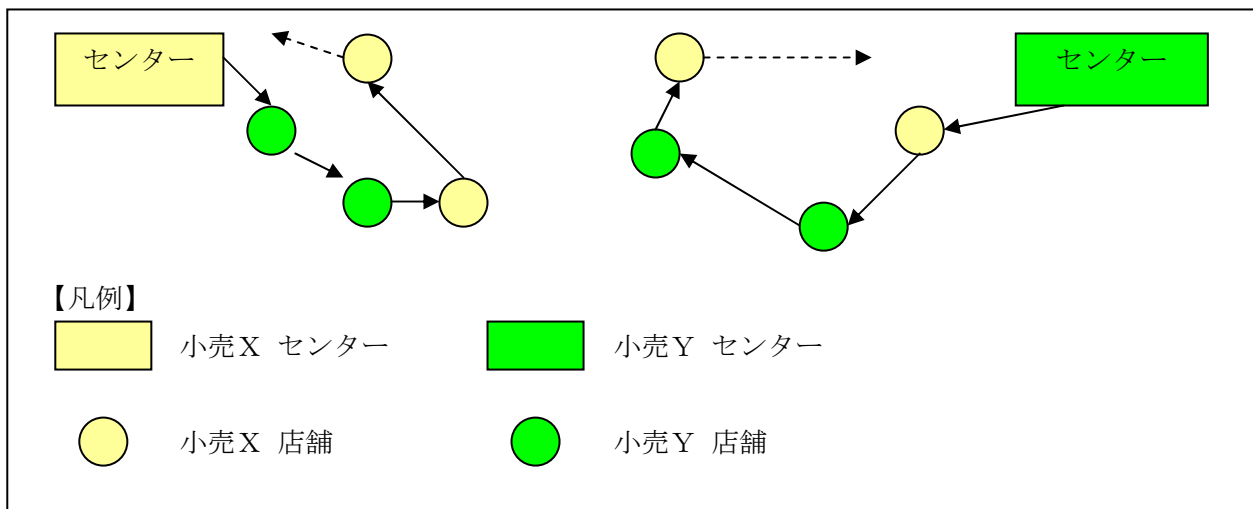 センター
センター
【凡例】
小売Ｘ センター
小売Ｙ センター
小売Ｘ 店舗
小売Ｙ 店舗